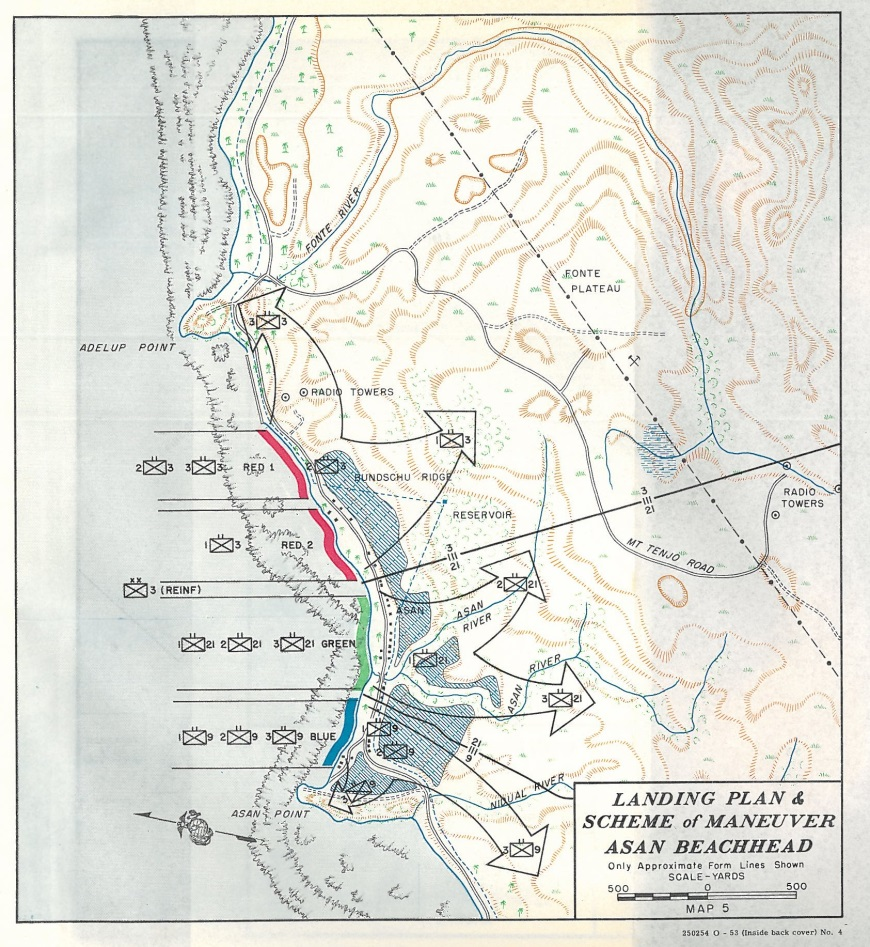 FONTE RIVER
FONTE
PLATEAU
3 3
ADELUP POINT
RADIO TOWERS
1 3
2 3
3 3
RED 1
2 3
BUNDSCHU RIDGE
RESERVOIR
3
III
21
RADIO
TOWERS
1 3
RED 2
3
III
21
MT TENJO ROAD
XX
3 (REINF)
2 21
ASAN
ASAN
RIVER
1 21
2 21
3 21
GREEN
1 21
ASAN RIVER
3 21
1 9
2 9
3 9
BLUE
1 9
2 9
21
III
9
3 9
NIDUAL RIVER
ASAN POINT
3 9
LANDING PLAN &
SCHEME of MANEUVER
ASAN BEACHHEAD
Only Approximate Form Lines Shown
SCALE-YARDS
500 0 500
MAP 5
250254 O - 53 (Inside back cover) No. 4